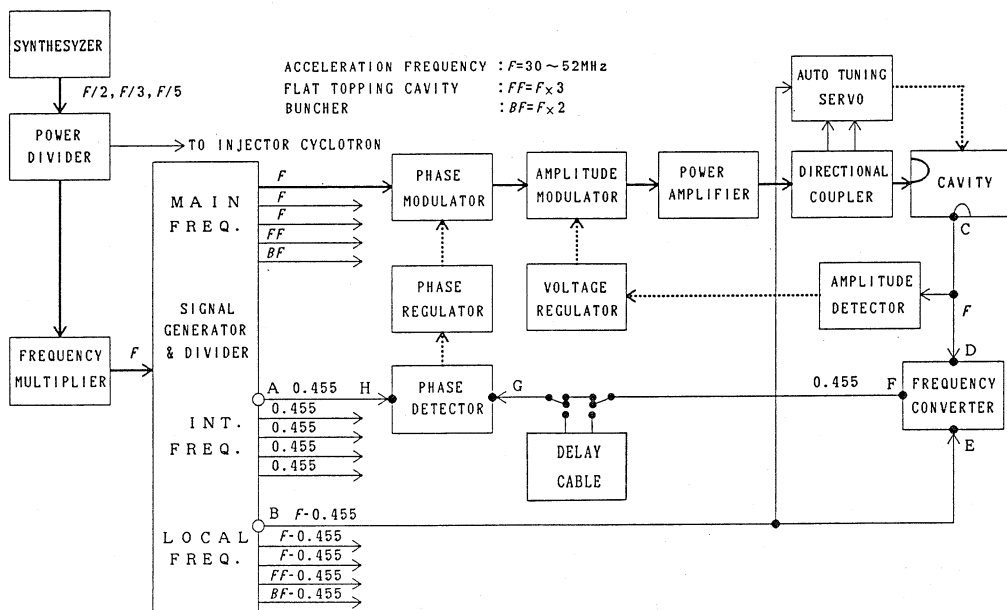 SYNTHESYZER
F/2, F/3, F/5
POWER
DIVIDER
TO INJECTOR CYCLOTRON
ACCELERATION FREQUENCY : F=30~52MHz
FLAT TOPPING CAVITY : FF=F×3
BUNCHER : BF=F×2
AUTO TUNING
SERVO
MAIN
FREQ.
F
F
F
FF
BF
PHASE
MODULATOR
AMPLITUDE
MODULATOR
POWER
AMPLIFIER
DIRECTIONAL
COUPLER
CAVITY
C
PHASE
REGULATOR
VOLTAGE
REGULATOR
AMPLITUDE
DETECTOR
F
SIGNAL
GENERATOR
& DIVIDER
FREQUENCY
MULTIPLIER
F
D
A 0.455 H
0.455
0.455
0.455
0.455
INT.
FREQ.
PHASE
DETECTOR
G
0.455 F
FREQUENCY
CONVERTER
E
DELAY
CABLE
B F-0.455
LOCAL
FREQ.
F-0.455
F-0.455
FF-0.455
BF-0.455